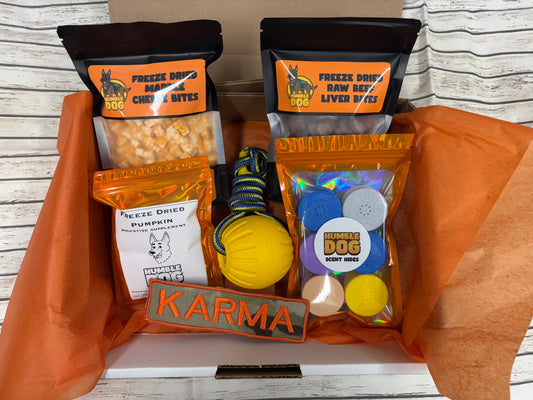 FREEZE DRIED
MARBLE
CHEESE BITES
HUMBLE
DOG
FREEZE DRIED
RAW BEEF
LIVER BITES
HUMBLE
DOG
FREEZE DRIED
PUMPKIN
DIGESTIVE SUPPLEMENT
HUMBLE
HUMBLE
DOG
SCENT HIDES
KARMA